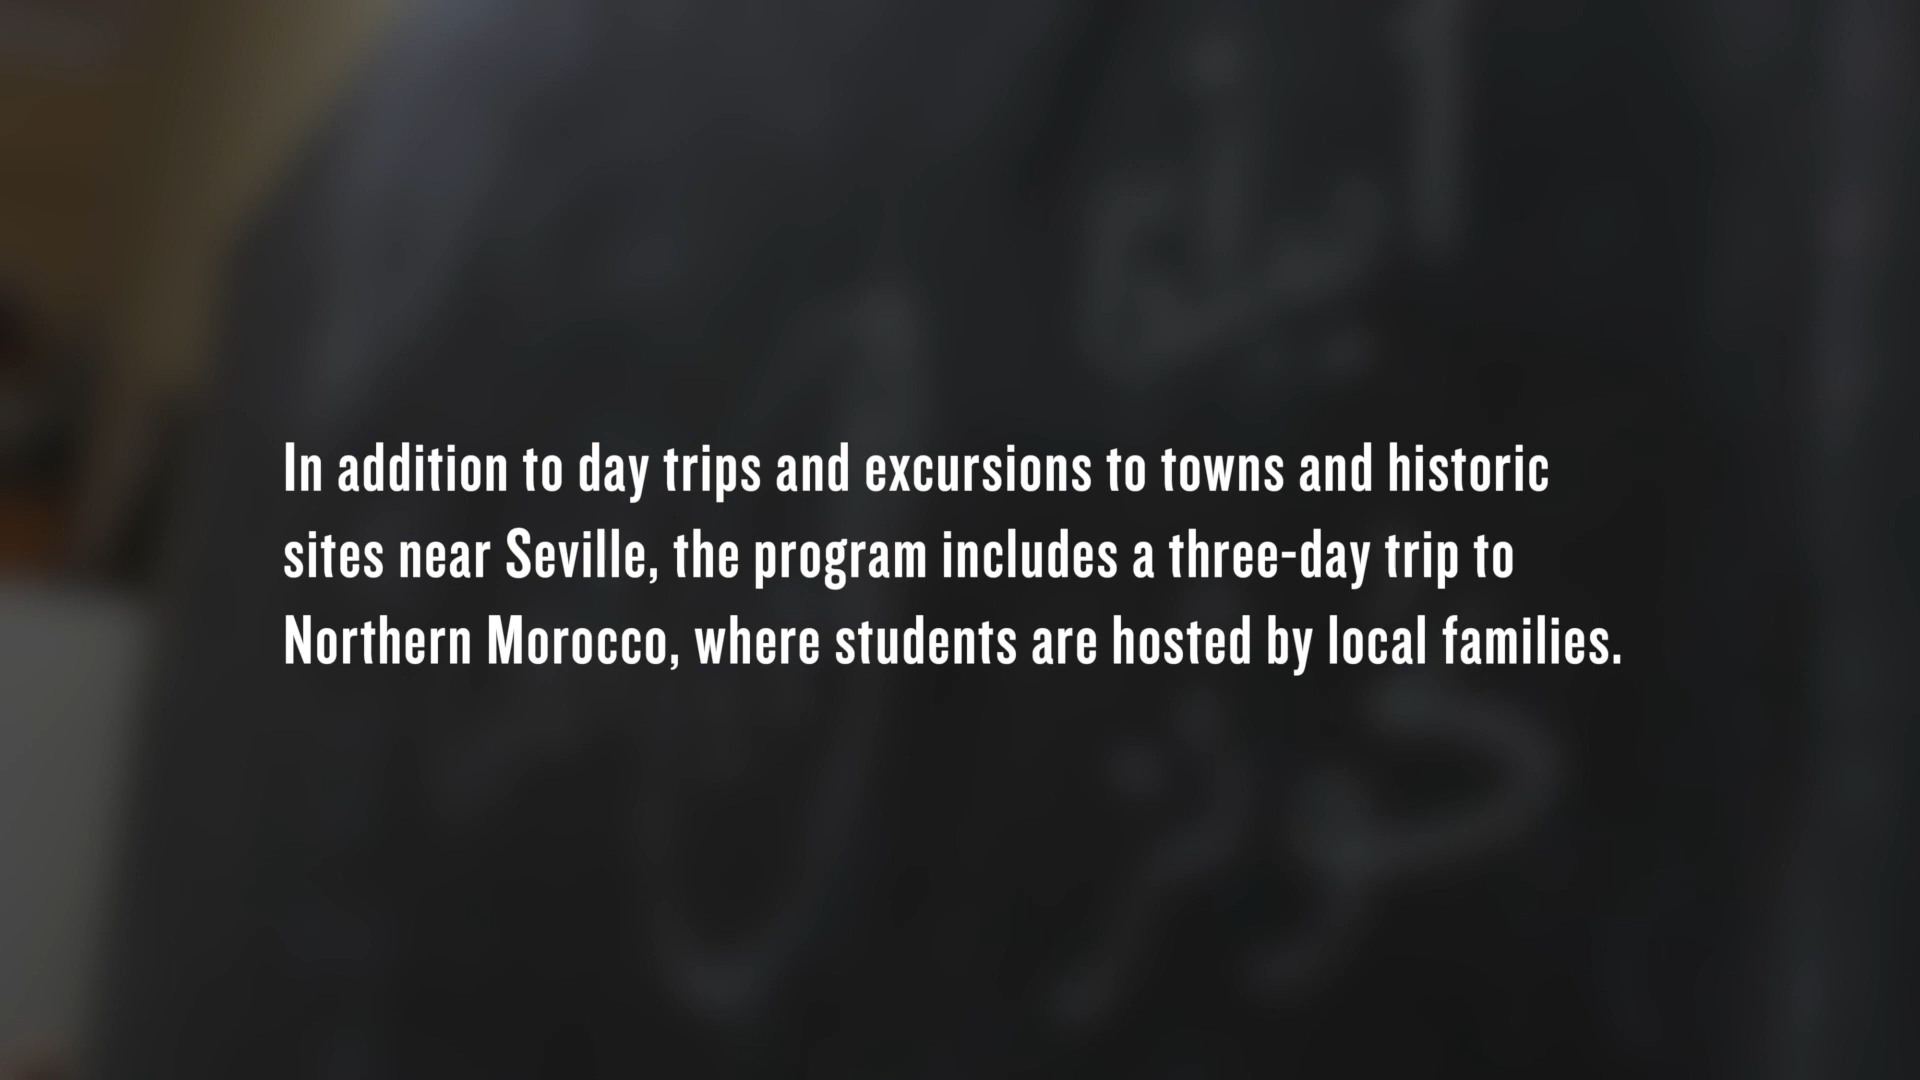 In addition to day trips and excursions to towns and historic
sites near Seville, the program includes a three-day trip to
Northern Morocco, where students are hosted by local families.